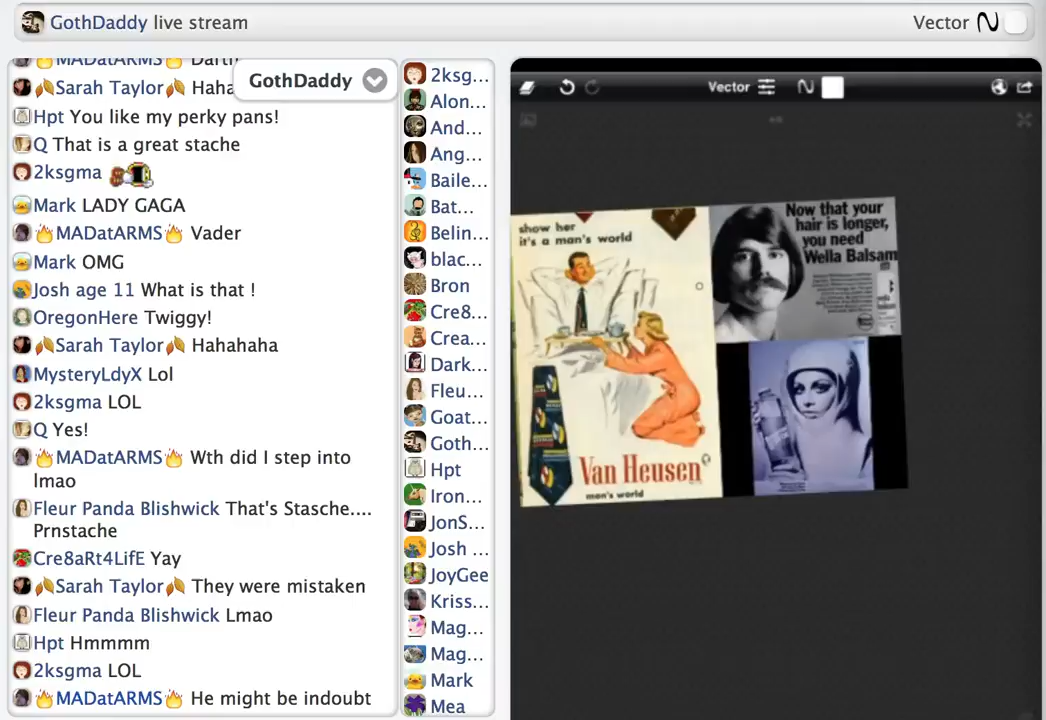 GothDaddy live stream
Vector
MADatARMS Darth
GothDaddy
Sarah Taylor Haha
Hpt You like my perky pans!
Q That is a great stache
2ksgma
Mark LADY GAGA
MADatARMS Vader
Mark OMG
Josh age 11 What is that !
OregonHere Twiggy!
Sarah Taylor Hahahaha
MysteryLdyX Lol
2ksgma LOL
Q Yes!
MADatARMS Wth did I step into
lmao
Fleur Panda Blishwick That's Stasche....
Prnstache
Cre8aRt4LifE Yay
Sarah Taylor They were mistaken
Fleur Panda Blishwick Lmao
Hpt Hmmmm
2ksgma LOL
MADatARMS He might be indoubt
2ksg...
Alon...
And...
Ang...
Baile...
Bat...
Belin...
blac...
Bron
Cre8...
Crea...
Dark...
Fleu...
Goat...
Goth...
Hpt
Iron...
JonS...
Josh ...
JoyGee
Kriss...
Mag...
Mag...
Mark
Mea
Vector
show her
it's a man's world
Van Heusen
man's world
Now that your
hair is longer,
you need
Wella Balsam